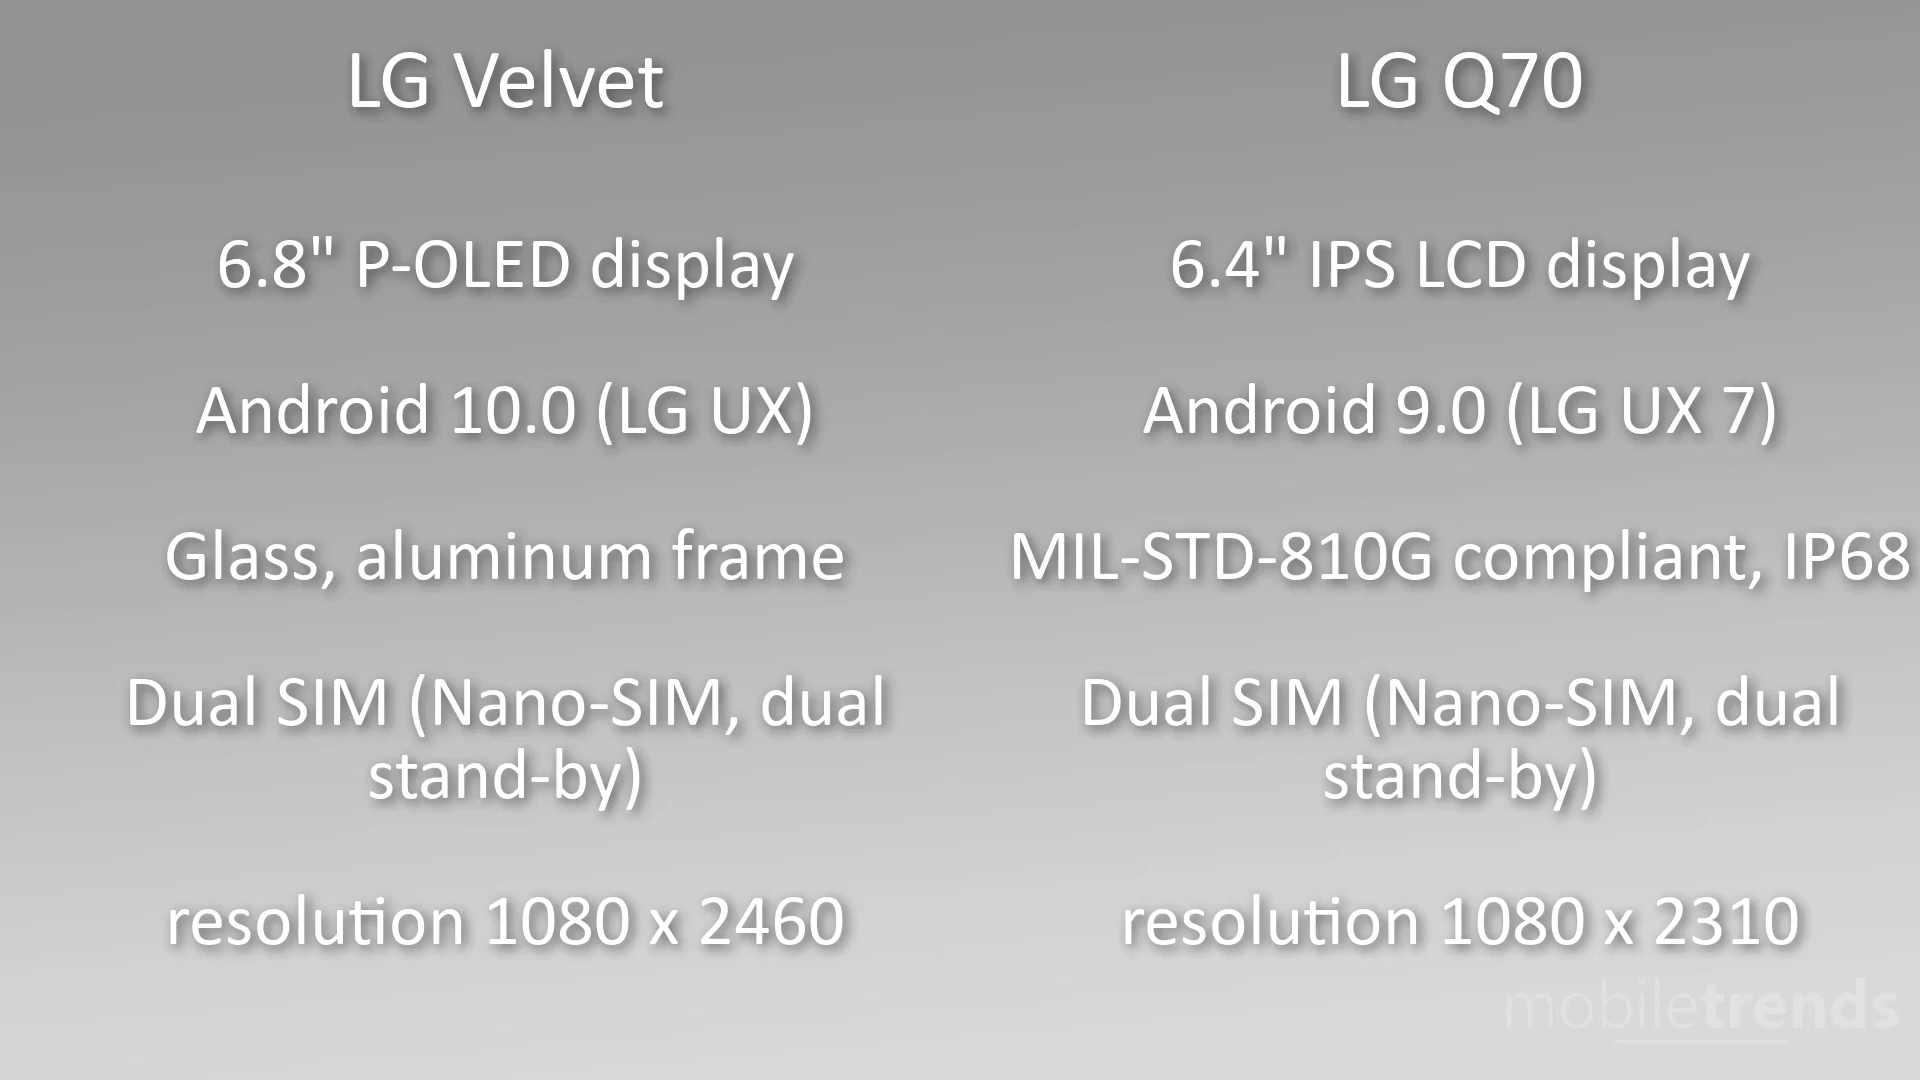 LG Velvet
6.8" P-OLED display
Android 10.0 (LG UX)
Glass, aluminum frame
Dual SIM (Nano-SIM, dual
stand-by)
resolution 1080 x 2460
LG Q70
6.4" IPS LCD display
Android 9.0 (LG UX 7)
MIL-STD-810G compliant, IP68
Dual SIM (Nano-SIM, dual
stand-by)
resolution 1080 x 2310
mobiletrends